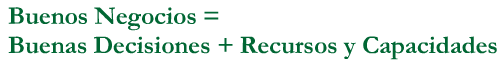 Buenos Negocios =
Buenas Decisiones + Recursos y Capacidades